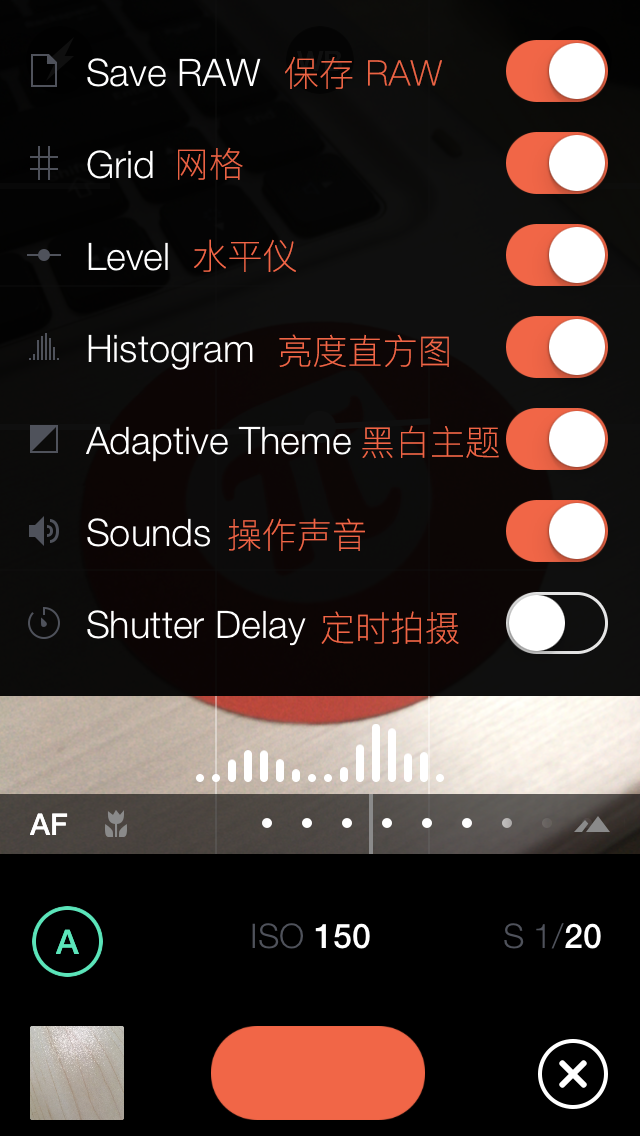 Save RAW 保存 RAW
Grid 网格
Level 水平仪
Histogram 亮度直方图
Adaptive Theme 黑白主题
Sounds 操作声音
Shutter Delay 定时拍摄
AF
A ISO 150 S 1/20